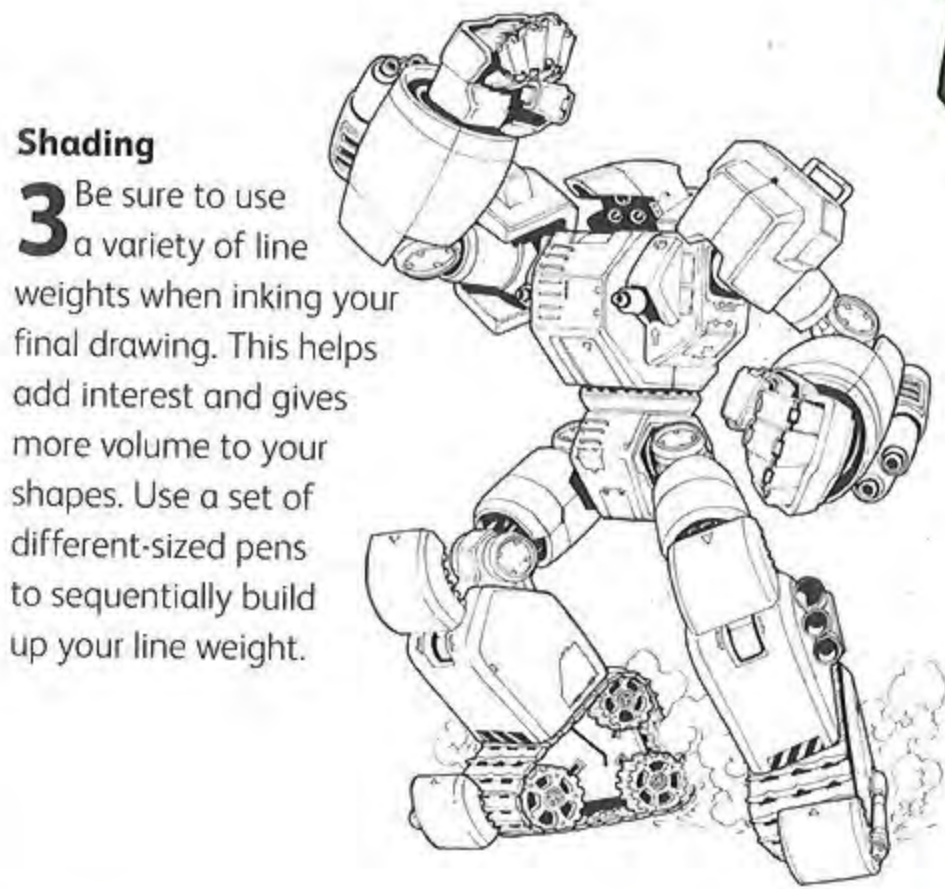 Shading
3 Be sure to use
a variety of line
weights when inking your
final drawing. This helps
add interest and gives
more volume to your
shapes. Use a set of
different-sized pens
to sequentially build
up your line weight.